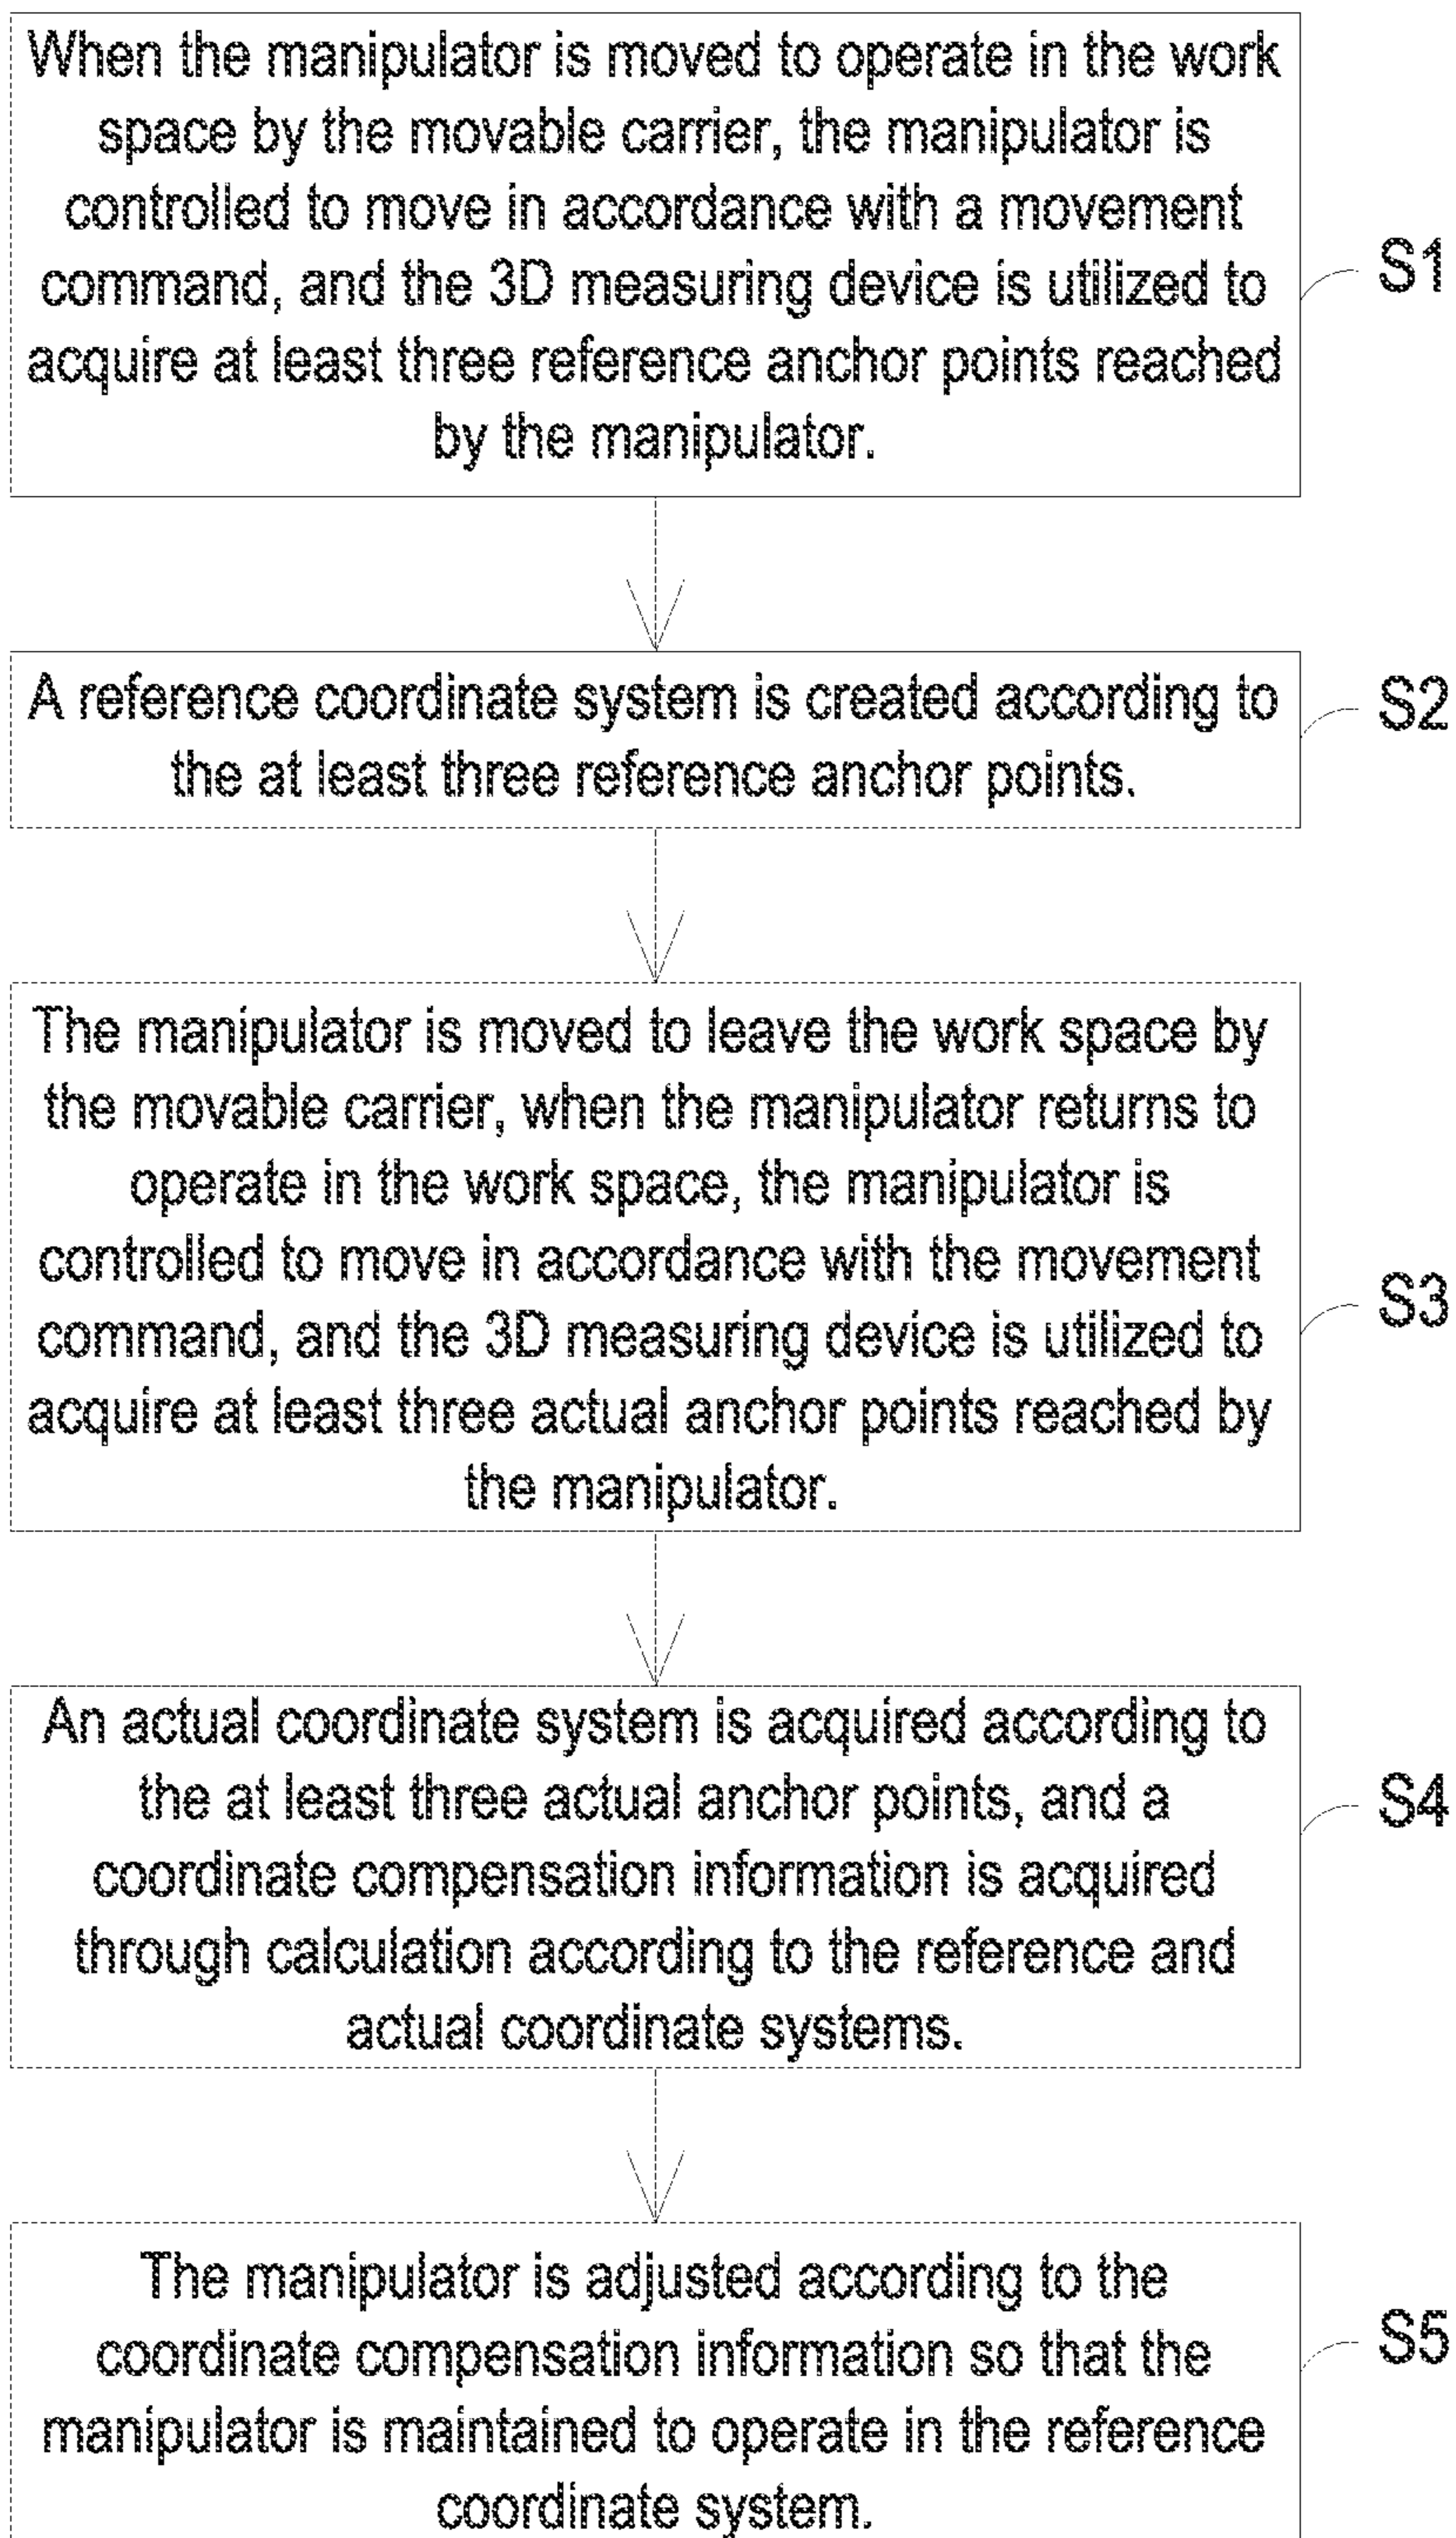 When the manipulator is moved to operate in the work
space by the movable carrier, the manipulator is
controlled to move in accordance with a movement
command, and the 3D measuring device is utilized to
acquire at least three reference anchor points reached
by the manipulator.
S1
A reference coordinate system is created according to
the at least three reference anchor points.
S2
The manipulator is moved to leave the work space by
the movable carrier, when the manipulator returns to
operate in the work space, the manipulator is
controlled to move in accordance with the movement
command, and the 3D measuring device is utilized to
acquire at least three actual anchor points reached by
the manipulator.
S3
An actual coordinate system is acquired according to
the at least three actual anchor points, and a
coordinate compensation information is acquired
through calculation according to the reference and
actual coordinate systems.
S4
The manipulator is adjusted according to the
coordinate compensation information so that the
manipulator is maintained to operate in the reference
coordinate system.
S5